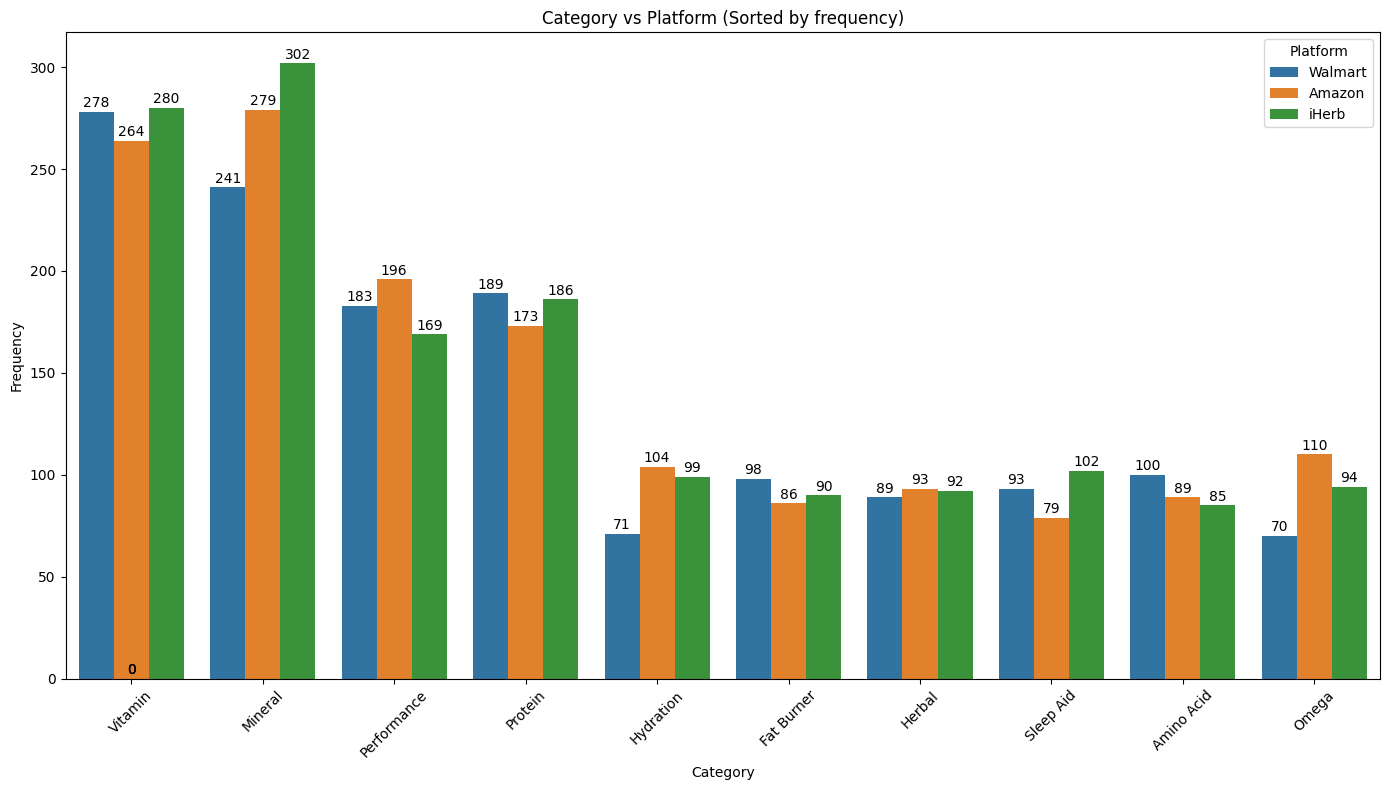 Category vs Platform (Sorted by frequency)
Platform
Walmart
Amazon
iHerb
Frequency
300
250
200
150
100
50
0
278
264
280
0
241
279
302
183
196
169
189
173
186
71
104
99
98
86
90
89
93
92
93
79
102
100
89
85
70
110
94
Vitamin
Mineral
Performance
Protein
Hydration
Fat Burner
Herbal
Sleep Aid
Amino Acid
Omega
Category